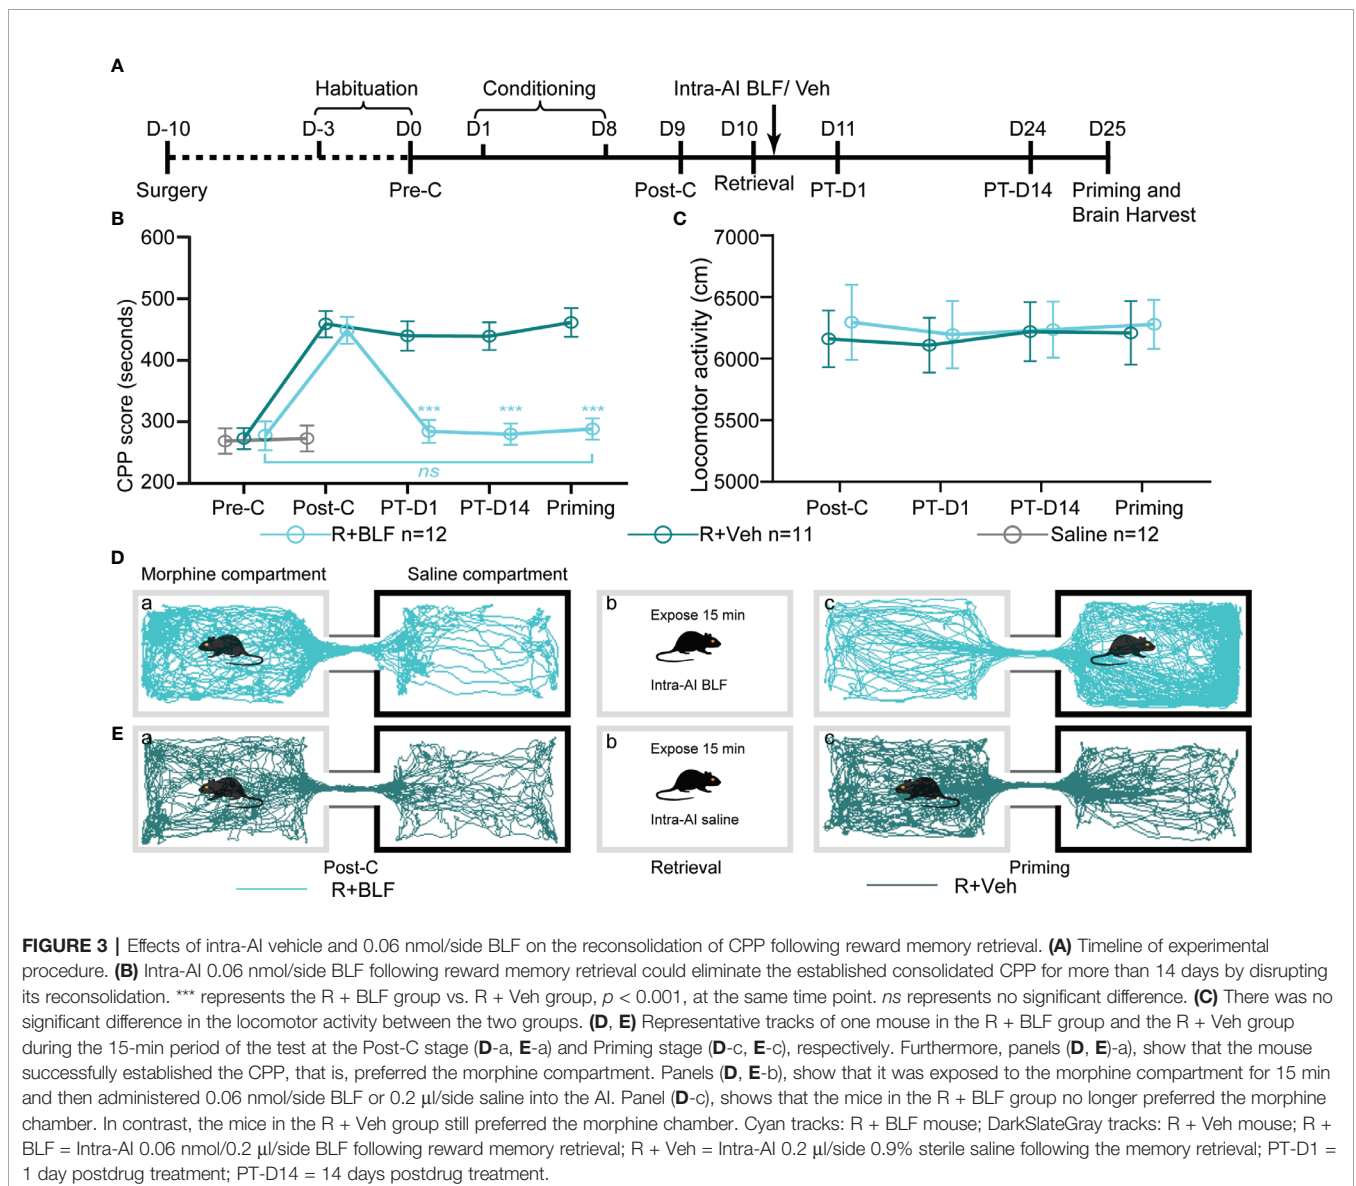 A
Habituation
Conditioning
Intra-AI BLF/ Veh
D-10
D-3
D0
D1
D8
D9
D10
D11
D24
D25
Surgery
Pre-C
Post-C
Retrieval
PT-D1
PT-D14
Priming and
Brain Harvest
B
600
500
400
300
200
CPP score (seconds)
***
***
***
ns
Pre-C
Post-C
PT-D1
PT-D14
Priming
C
7000
6500
6000
5500
5000
Locomotor activity (cm)
Post-C
PT-D1
PT-D14
Priming
R+BLF n=12
R+Veh n=11
Saline n=12
D
Morphine compartment
Saline compartment
a
b
Expose 15 min
Intra-AI BLF
c
E
a
b
Expose 15 min
Intra-AI saline
c
Post-C
Retrieval
Priming
R+BLF
R+Veh
FIGURE 3 | Effects of intra-AI vehicle and 0.06 nmol/side BLF on the reconsolidation of CPP following reward memory retrieval. (A) Timeline of experimental
procedure. (B) Intra-AI 0.06 nmol/side BLF following reward memory retrieval could eliminate the established consolidated CPP for more than 14 days by disrupting
its reconsolidation. *** represents the R + BLF group vs. R + Veh group, p < 0.001, at the same time point. ns represents no significant difference. (C) There was no
significant difference in the locomotor activity between the two groups. (D, E) Representative tracks of one mouse in the R + BLF group and the R + Veh group
during the 15-min period of the test at the Post-C stage (D-a, E-a) and Priming stage (D-c, E-c), respectively. Furthermore, panels (D, E)-a), show that the mouse
successfully established the CPP, that is, preferred the morphine compartment. Panels (D, E-b), show that it was exposed to the morphine compartment for 15 min
and then administered 0.06 nmol/side BLF or 0.2 μl/side saline into the AI. Panel (D-c), shows that the mice in the R + BLF group no longer preferred the morphine
chamber. In contrast, the mice in the R + Veh group still preferred the morphine chamber. Cyan tracks: R + BLF mouse; DarkSlateGray tracks: R + Veh mouse; R +
BLF = Intra-AI 0.06 nmol/0.2 μl/side BLF following reward memory retrieval; R + Veh = Intra-AI 0.2 μl/side 0.9% sterile saline following the memory retrieval; PT-D1 =
1 day postdrug treatment; PT-D14 = 14 days postdrug treatment.